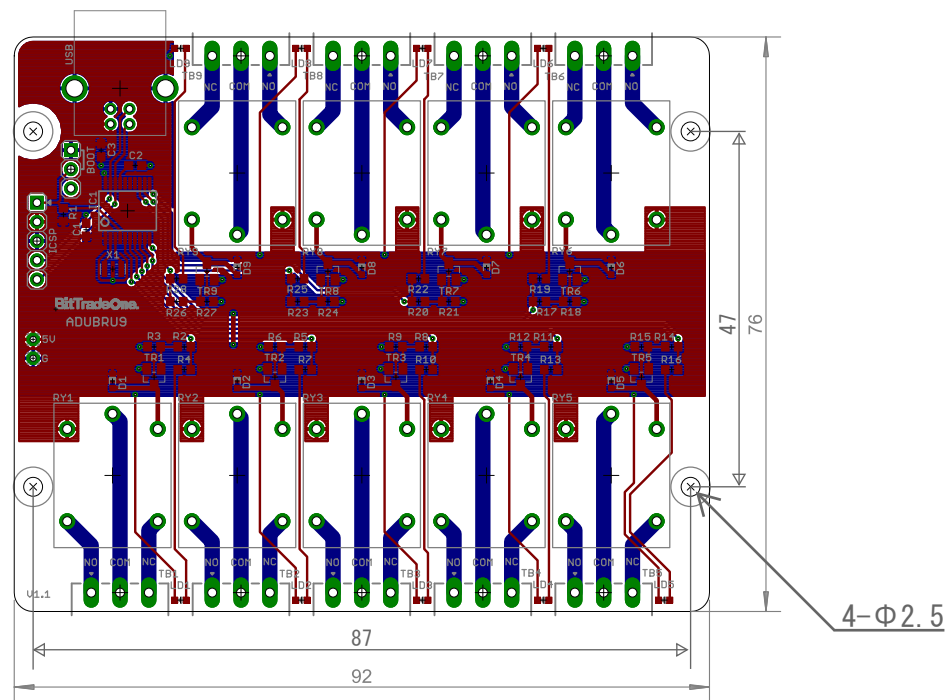 USB
LD9 LD8 LD7 LD6
TB9 TB8 TB7 TB6
NC COM NO NC COM NO NC COM NO NC COM NO
C3
BOOT
C2
IC1
R1
C1
ICSP
X1
D9 D8 D7 D6
TR9 R25 R8 R22 TR7 R19 TR6
R26 R27 R23 R24 R20 R21 R17 R18
BitTradeOne.
ADUBRU9
5V
G
R3 R2 R6 R5 R9 R8 R12 R11 R15 R14
TR1 R4 TR2 R7 TR3 R10 TR4 R13 TR5 R16
D1 D2 D3 D4 D5
RY1 RY2 RY3 RY4 RY5
47
76
NO COM NC NO COM NC NO COM NC NO COM NC NO COM NC
TB1 TB2 TB3 TB4 TB5
LD1 LD2 LD3 LD4 LD5
V1.1
4-Φ2.5
87
92